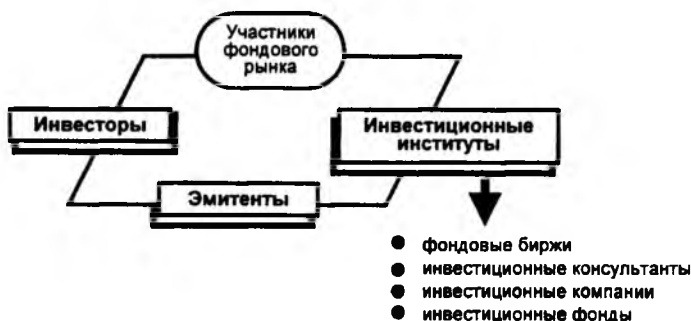 Участники
фондового
рынка
Инвесторы
Инвестиционные
институты
Эмитенты
● фондовые биржи
● инвестиционные консультанты
● инвестиционные компании
● инвестиционные фонды